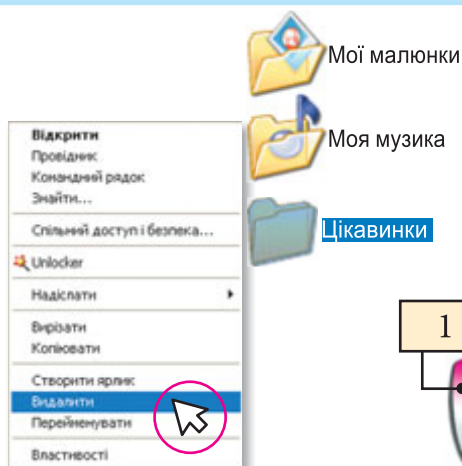 Мої малюнки
Моя музика
Цікавинки
Відкрити
Провідник
Командний рядок
Знайти...
Спільний доступ і безпека...
Unlocker
Надіслати
Вирізати
Копіювати
Створити ярлик
Видалити
Перейменувати
Властивості
1